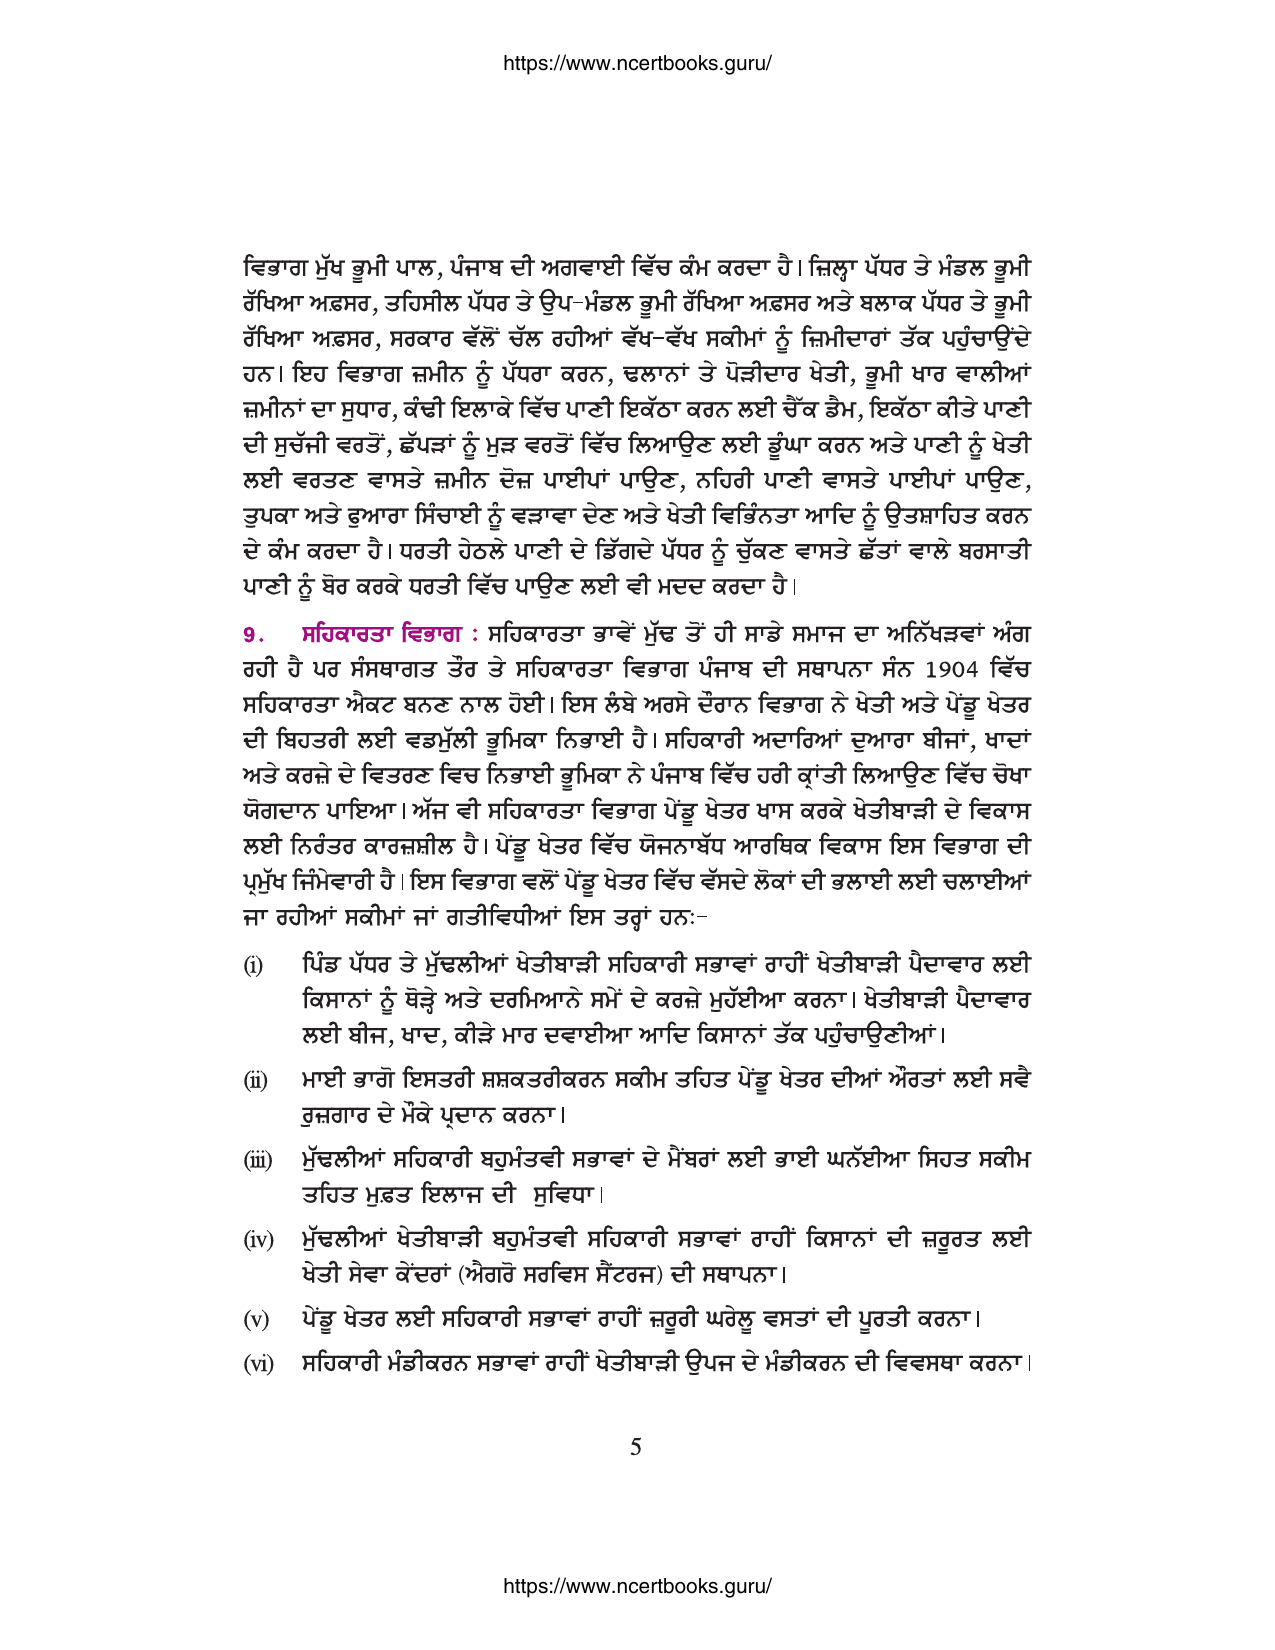 https://www.ncertbooks.guru/
ਵਿਭਾਗ ਮੁੱਖ ਭੂਮੀ ਪਾਲ, ਪੰਜਾਬ ਦੀ ਅਗਵਾਈ ਵਿੱਚ ਕੰਮ ਕਰਦਾ ਹੈ। ਜ਼ਿਲ੍ਹਾ ਪੱਧਰ ਤੇ ਮੰਡਲ ਭੂਮੀ
ਰੱਖਿਆ ਅਫ਼ਸਰ, ਤਹਿਸੀਲ ਪੱਧਰ ਤੇ ਉਪ-ਮੰਡਲ ਭੂਮੀ ਰੱਖਿਆ ਅਫ਼ਸਰ ਅਤੇ ਬਲਾਕ ਪੱਧਰ ਤੇ ਭੂਮੀ
ਰੱਖਿਆ ਅਫ਼ਸਰ, ਸਰਕਾਰ ਵੱਲੋਂ ਚੱਲ ਰਹੀਆਂ ਵੱਖ-ਵੱਖ ਸਕੀਮਾਂ ਨੂੰ ਜ਼ਿਮੀਦਾਰਾਂ ਤੱਕ ਪਹੁੰਚਾਉਂਦੇ
ਹਨ। ਇਹ ਵਿਭਾਗ ਜ਼ਮੀਨ ਨੂੰ ਪੱਧਰਾ ਕਰਨ, ਢਲਾਨਾਂ ਤੇ ਪੋੜੀਦਾਰ ਖੇਤੀ, ਭੂਮੀ ਖਾਰ ਵਾਲੀਆਂ
ਜ਼ਮੀਨਾਂ ਦਾ ਸੁਧਾਰ, ਕੰਢੀ ਇਲਾਕੇ ਵਿੱਚ ਪਾਣੀ ਇਕੱਠਾ ਕਰਨ ਲਈ ਚੈੱਕ ਡੈਮ, ਇਕੱਠਾ ਕੀਤੇ ਪਾਣੀ
ਦੀ ਸੁਚੱਜੀ ਵਰਤੋਂ, ਛੱਪੜਾਂ ਨੂੰ ਮੁੜ ਵਰਤੋਂ ਵਿੱਚ ਲਿਆਉਣ ਲਈ ਡੂੰਘਾ ਕਰਨ ਅਤੇ ਪਾਣੀ ਨੂੰ ਖੇਤੀ
ਲਈ ਵਰਤਣ ਵਾਸਤੇ ਜ਼ਮੀਨ ਦੋਜ਼ ਪਾਈਪਾਂ ਪਾਉਣ, ਨਹਿਰੀ ਪਾਣੀ ਵਾਸਤੇ ਪਾਈਪਾਂ ਪਾਉਣ,
ਤੁਪਕਾ ਅਤੇ ਫੁਆਰਾ ਸਿੰਚਾਈ ਨੂੰ ਵੜਾਵਾ ਦੇਣ ਅਤੇ ਖੇਤੀ ਵਿਭਿੰਨਤਾ ਆਦਿ ਨੂੰ ਉਤਸ਼ਾਹਿਤ ਕਰਨ
ਦੇ ਕੰਮ ਕਰਦਾ ਹੈ। ਧਰਤੀ ਹੇਠਲੇ ਪਾਣੀ ਦੇ ਡਿੱਗਦੇ ਪੱਧਰ ਨੂੰ ਚੁੱਕਣ ਵਾਸਤੇ ਛੱਤਾਂ ਵਾਲੇ ਬਰਸਾਤੀ
ਪਾਣੀ ਨੂੰ ਬੋਰ ਕਰਕੇ ਧਰਤੀ ਵਿੱਚ ਪਾਉਣ ਲਈ ਵੀ ਮਦਦ ਕਰਦਾ ਹੈ।
9. ਸਹਿਕਾਰਤਾ ਵਿਭਾਗ : ਸਹਿਕਾਰਤਾ ਭਾਵੇਂ ਮੁੱਢ ਤੋਂ ਹੀ ਸਾਡੇ ਸਮਾਜ ਦਾ ਅਨਿੱਖੜਵਾਂ ਅੰਗ
ਰਹੀ ਹੈ ਪਰ ਸੰਸਥਾਗਤ ਤੌਰ ਤੇ ਸਹਿਕਾਰਤਾ ਵਿਭਾਗ ਪੰਜਾਬ ਦੀ ਸਥਾਪਨਾ ਸੰਨ 1904 ਵਿੱਚ
ਸਹਿਕਾਰਤਾ ਐਕਟ ਬਨਣ ਨਾਲ ਹੋਈ। ਇਸ ਲੰਬੇ ਅਰਸੇ ਦੌਰਾਨ ਵਿਭਾਗ ਨੇ ਖੇਤੀ ਅਤੇ ਪੇਂਡੂ ਖੇਤਰ
ਦੀ ਬਿਹਤਰੀ ਲਈ ਵਡਮੁੱਲੀ ਭੂਮਿਕਾ ਨਿਭਾਈ ਹੈ। ਸਹਿਕਾਰੀ ਅਦਾਰਿਆਂ ਦੁਆਰਾ ਬੀਜਾਂ, ਖਾਦਾਂ
ਅਤੇ ਕਰਜ਼ੇ ਦੇ ਵਿਤਰਣ ਵਿਚ ਨਿਭਾਈ ਭੂਮਿਕਾ ਨੇ ਪੰਜਾਬ ਵਿੱਚ ਹਰੀ ਕ੍ਰਾਂਤੀ ਲਿਆਉਣ ਵਿੱਚ ਚੋਖਾ
ਯੋਗਦਾਨ ਪਾਇਆ। ਅੱਜ ਵੀ ਸਹਿਕਾਰਤਾ ਵਿਭਾਗ ਪੇਂਡੂ ਖੇਤਰ ਖਾਸ ਕਰਕੇ ਖੇਤੀਬਾੜੀ ਦੇ ਵਿਕਾਸ
ਲਈ ਨਿਰੰਤਰ ਕਾਰਜ਼ਸ਼ੀਲ ਹੈ। ਪੇਂਡੂ ਖੇਤਰ ਵਿੱਚ ਯੋਜਨਾਬੱਧ ਆਰਥਿਕ ਵਿਕਾਸ ਇਸ ਵਿਭਾਗ ਦੀ
ਪ੍ਰਮੁੱਖ ਜਿੰਮੇਵਾਰੀ ਹੈ। ਇਸ ਵਿਭਾਗ ਵਲੋਂ ਪੇਂਡੂ ਖੇਤਰ ਵਿੱਚ ਵੱਸਦੇ ਲੋਕਾਂ ਦੀ ਭਲਾਈ ਲਈ ਚਲਾਈਆਂ
ਜਾ ਰਹੀਆਂ ਸਕੀਮਾਂ ਜਾਂ ਗਤੀਵਿਧੀਆਂ ਇਸ ਤਰ੍ਹਾਂ ਹਨਃ-
(i) ਪਿੰਡ ਪੱਧਰ ਤੇ ਮੁੱਢਲੀਆਂ ਖੇਤੀਬਾੜੀ ਸਹਿਕਾਰੀ ਸਭਾਵਾਂ ਰਾਹੀਂ ਖੇਤੀਬਾੜੀ ਪੈਦਾਵਾਰ ਲਈ
ਕਿਸਾਨਾਂ ਨੂੰ ਥੋੜ੍ਹੇ ਅਤੇ ਦਰਮਿਆਨੇ ਸਮੇਂ ਦੇ ਕਰਜ਼ੇ ਮੁਹੱਈਆ ਕਰਨਾ। ਖੇਤੀਬਾੜੀ ਪੈਦਾਵਾਰ
ਲਈ ਬੀਜ, ਖਾਦ, ਕੀੜੇ ਮਾਰ ਦਵਾਈਆ ਆਦਿ ਕਿਸਾਨਾਂ ਤੱਕ ਪਹੁੰਚਾਉਣੀਆਂ।
(ii) ਮਾਈ ਭਾਗੋ ਇਸਤਰੀ ਸ਼ਸ਼ਕਤਰੀਕਰਨ ਸਕੀਮ ਤਹਿਤ ਪੇਂਡੂ ਖੇਤਰ ਦੀਆਂ ਔਰਤਾਂ ਲਈ ਸਵੈ
ਰੁਜ਼ਗਾਰ ਦੇ ਮੌਕੇ ਪ੍ਰਦਾਨ ਕਰਨਾ।
(iii) ਮੁੱਢਲੀਆਂ ਸਹਿਕਾਰੀ ਬਹੁਮੰਤਵੀ ਸਭਾਵਾਂ ਦੇ ਮੈਂਬਰਾਂ ਲਈ ਭਾਈ ਘਨੱਈਆ ਸਿਹਤ ਸਕੀਮ
ਤਹਿਤ ਮੁਫ਼ਤ ਇਲਾਜ ਦੀ ਸੁਵਿਧਾ।
(iv) ਮੁੱਢਲੀਆਂ ਖੇਤੀਬਾੜੀ ਬਹੁਮੰਤਵੀ ਸਹਿਕਾਰੀ ਸਭਾਵਾਂ ਰਾਹੀਂ ਕਿਸਾਨਾਂ ਦੀ ਜ਼ਰੂਰਤ ਲਈ
ਖੇਤੀ ਸੇਵਾ ਕੇਂਦਰਾਂ (ਐਗਰੋ ਸਰਵਿਸ ਸੈਂਟਰਜ) ਦੀ ਸਥਾਪਨਾ।
(v) ਪੇਂਡੂ ਖੇਤਰ ਲਈ ਸਹਿਕਾਰੀ ਸਭਾਵਾਂ ਰਾਹੀਂ ਜ਼ਰੂਰੀ ਘਰੇਲੂ ਵਸਤਾਂ ਦੀ ਪੂਰਤੀ ਕਰਨਾ।
(vi) ਸਹਿਕਾਰੀ ਮੰਡੀਕਰਨ ਸਭਾਵਾਂ ਰਾਹੀਂ ਖੇਤੀਬਾੜੀ ਉਪਜ ਦੇ ਮੰਡੀਕਰਨ ਦੀ ਵਿਵਸਥਾ ਕਰਨਾ।
5
https://www.ncertbooks.guru/